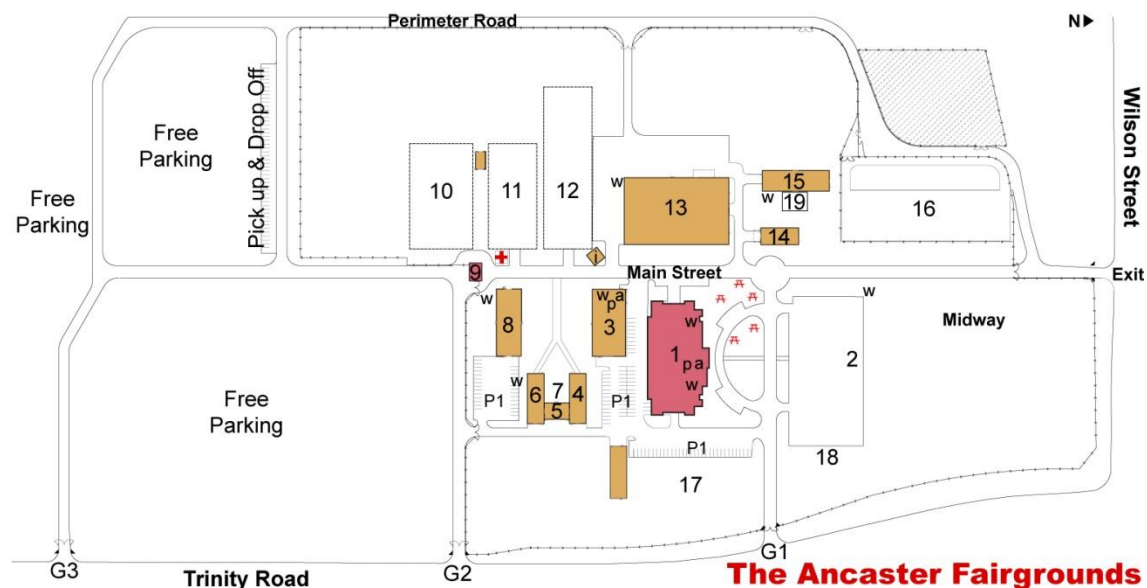 Perimeter Road
N
Wilson Street
Pick up & Drop Off
Free
Parking
Free
Parking
10
11
12
w
13
15
w
19
14
16
i
9
Main Street
Exit
w
8
w p a
3
w
1
p a
w
w
2
Midway
w
6
7
4
5
P1
P1
P1
Free
Parking
17
18
G3
G2
G1
Trinity Road
The Ancaster Fairgrounds